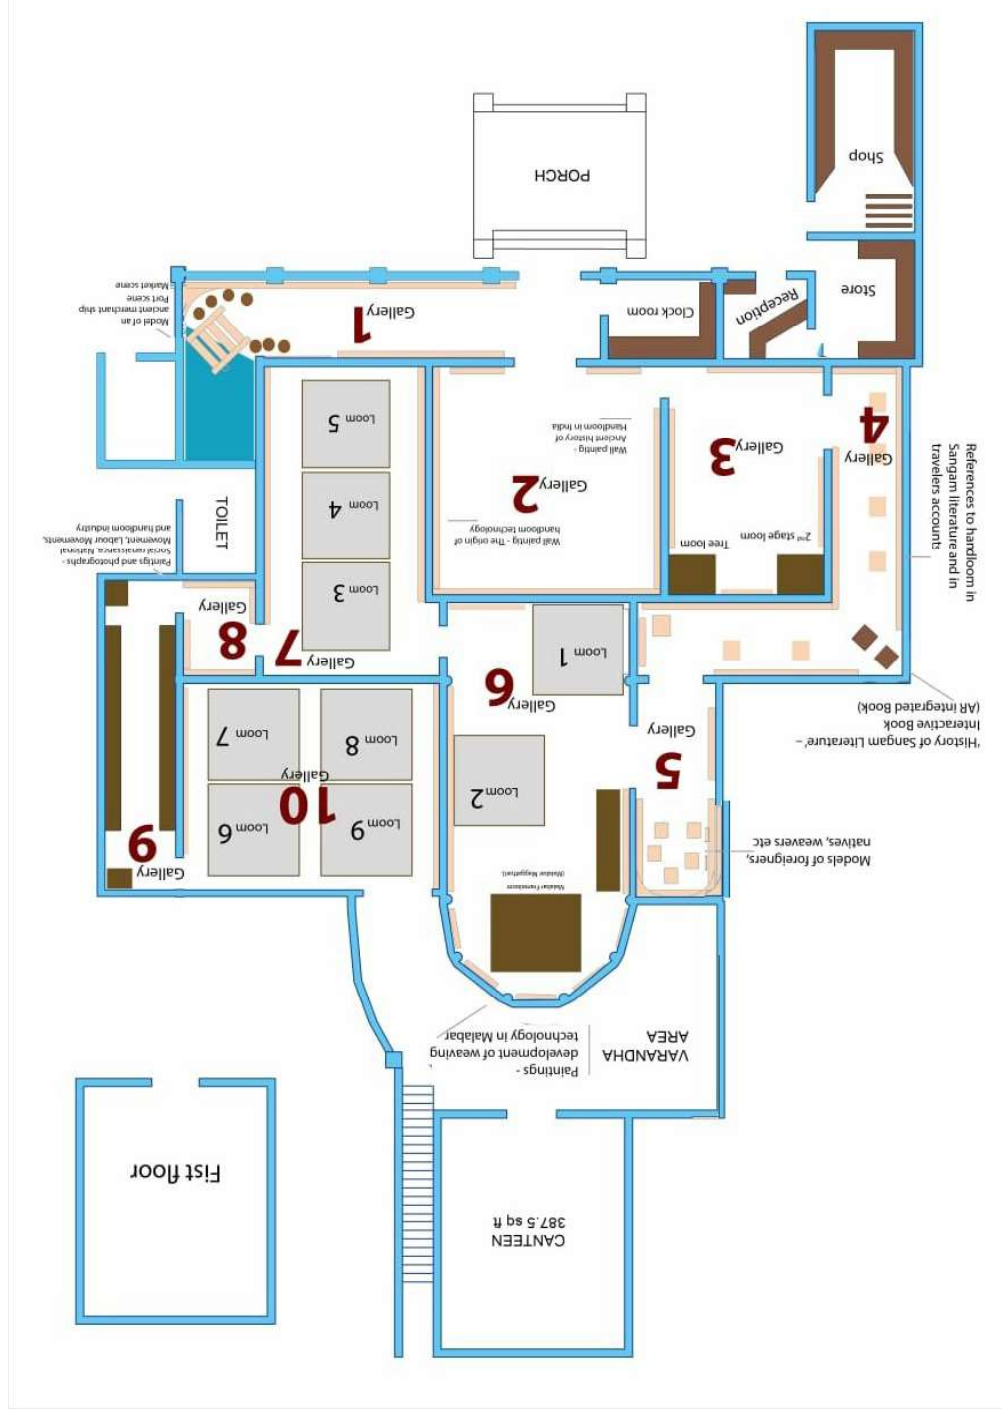 Shop
PORCH
Store
Reception
Clock room
Gallery
1
Model of an
ancient merchant ship
Port scene
Market scene
Loom 5
Wall paintig -
Ancient history of
Handloom in India
Gallery
2
Wall paintig - The origin of
handloom technology
Gallery
3
Tree loom
2nd stage loom
Gallery
4
References to handloom in
Sangam literature and in
travelers accounts
Loom 4
TOILET
Paintigs and photographs -
Social renaissance, National
Movement, Labour Movements,
and handloom industry
Loom 3
Gallery
8
Gallery
7
Loom 1
Gallery
6
'History of Sangam Literature' –
Interactive Book
(AR integrated Book)
Gallery
5
Loom 7
Loom 8
Gallery
10
Loom 6
Loom 9
Loom 2
Gallery
9
Models of foreigners,
natives, weavers etc
Malabar
(Malabar
Paintings -
development of weaving
technology in Malabar
VARANDHA
AREA
Fist floor
CANTEEN
387.5 sq ft